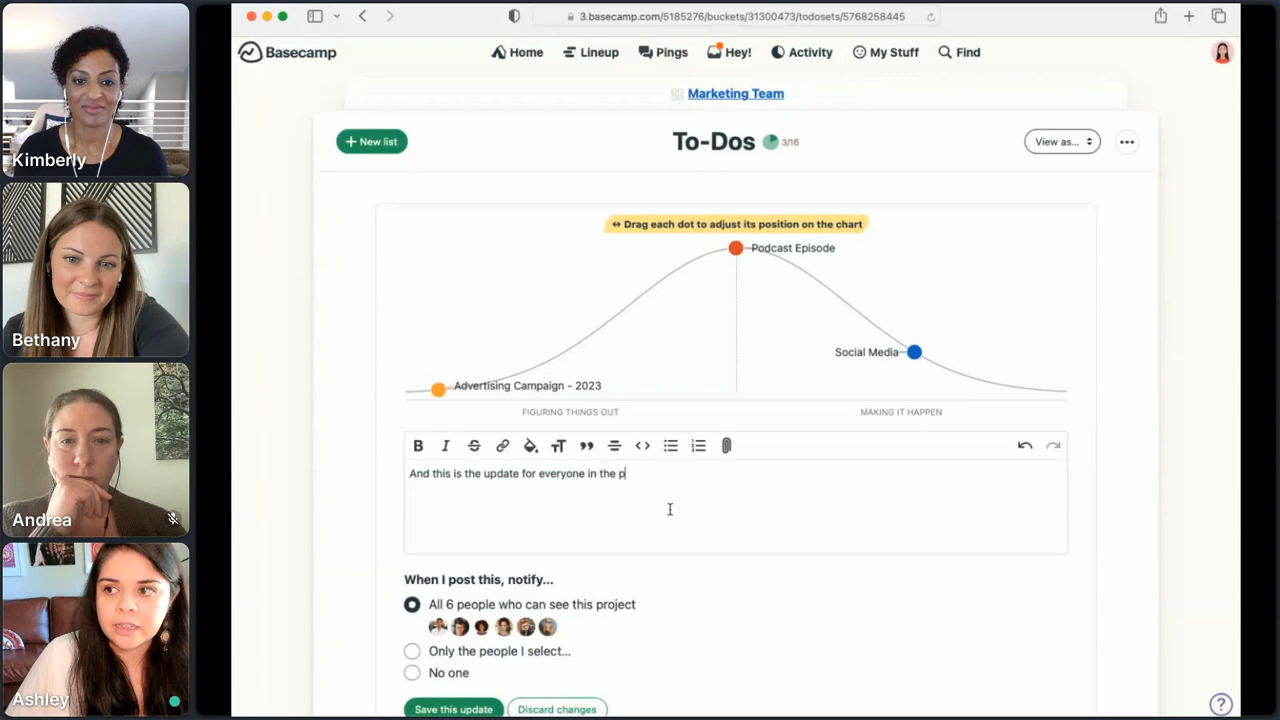 Kimberly
Bethany
Andrea
Ashley
3.basecamp.com/5185276/buckets/31300473/todosets/5768258445
Basecamp
Home
Lineup
Pings
Hey!
Activity
My Stuff
Find
Marketing Team
+ New list
To-Dos
3/16
View as...
Drag each dot to adjust its position on the chart
Podcast Episode
Social Media
Advertising Campaign - 2023
FIGURING THINGS OUT
MAKING IT HAPPEN
And this is the update for everyone in the p
When I post this, notify...
All 6 people who can see this project
Only the people I select...
No one
Save this update
Discard changes